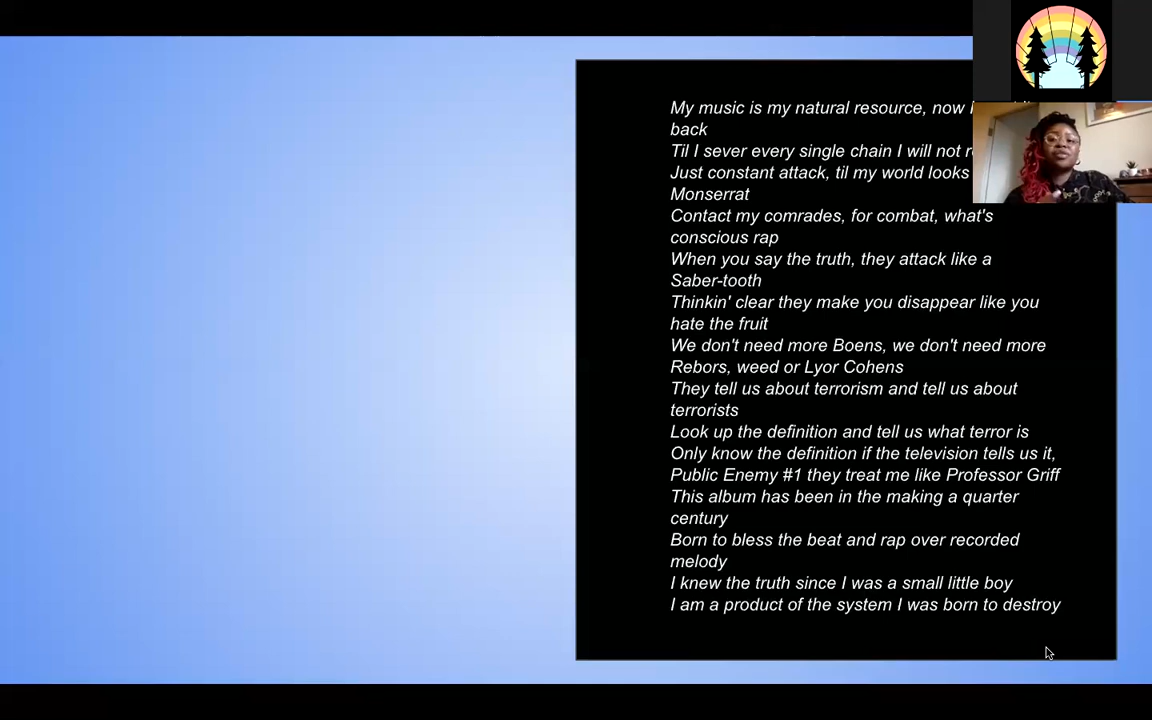 My music is my natural resource, now I
back
Til I sever every single chain I will not
Just constant attack, til my world looks
Monserrat
Contact my comrades, for combat, what's
conscious rap
When you say the truth, they attack like a
Saber-tooth
Thinkin' clear they make you disappear like you
hate the fruit
We don't need more Boens, we don't need more
Rebors, weed or Lyor Cohens
They tell us about terrorism and tell us about
terrorists
Look up the definition and tell us what terror is
Only know the definition if the television tells us it,
Public Enemy #1 they treat me like Professor Griff
This album has been in the making a quarter
century
Born to bless the beat and rap over recorded
melody
I knew the truth since I was a small little boy
I am a product of the system I was born to destroy